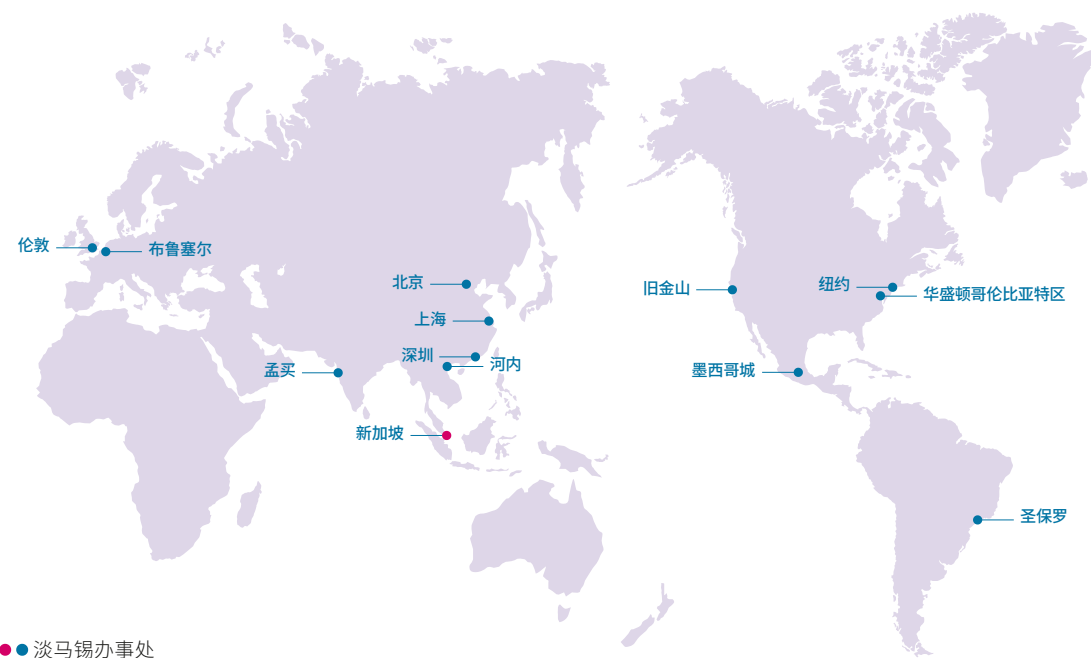 伦敦
布鲁塞尔
北京
旧金山
纽约
华盛顿哥伦比亚特区
上海
深圳
河内
孟买
墨西哥城
新加坡
圣保罗
淡马锡办事处